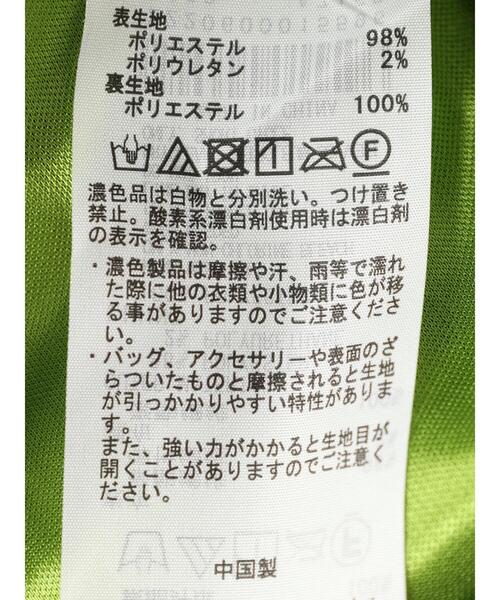 表生地
ポリエステル 98%
ポリウレタン 2%
裏生地
ポリエステル 100%
F
濃色品は白物と分別洗い。つけ置き
禁止。酸素系漂白剤使用時は漂白剤
の表示を確認。
・濃色製品は摩擦や汗、雨等で濡れ
た際に他の衣類や小物類に色が移
る事がありますのでご注意くださ
い。
・バッグ、アクセサリーや表面のざ
らついたものと摩擦されると生地
が引っかかりやすい特性がありま
す。
また、強い力がかかると生地目が
開くことがありますのでご注意く
ださい。
中国製